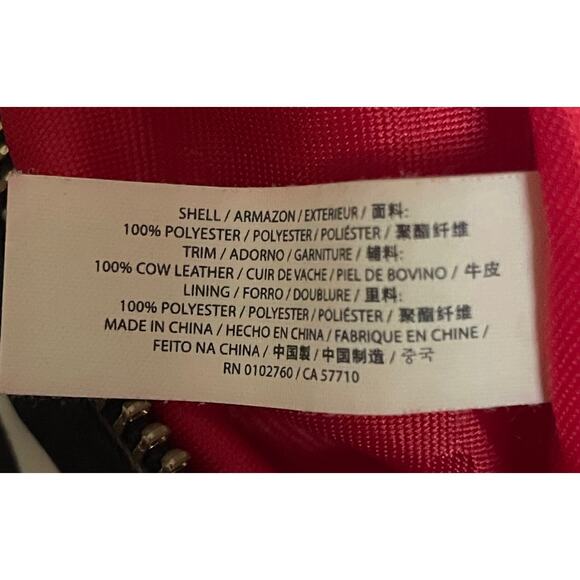 SHELL / ARMAZON / EXTERIEUR / 面料:
100% POLYESTER / POLYESTER / POLIÉSTER / 聚酯纤维
TRIM / ADORNO / GARNITURE / 辅料:
100% COW LEATHER / CUIR DE VACHE / PIEL DE BOVINO / 牛皮
LINING / FORRO / DOUBLURE / 里料:
100% POLYESTER / POLYESTER / POLIÉSTER / 聚酯纤维
MADE IN CHINA / HECHO EN CHINA / FABRIQUE EN CHINE /
FEITO NA CHINA / 中国製 / 中国制造 / 중국
RN 0102760 / CA 57710